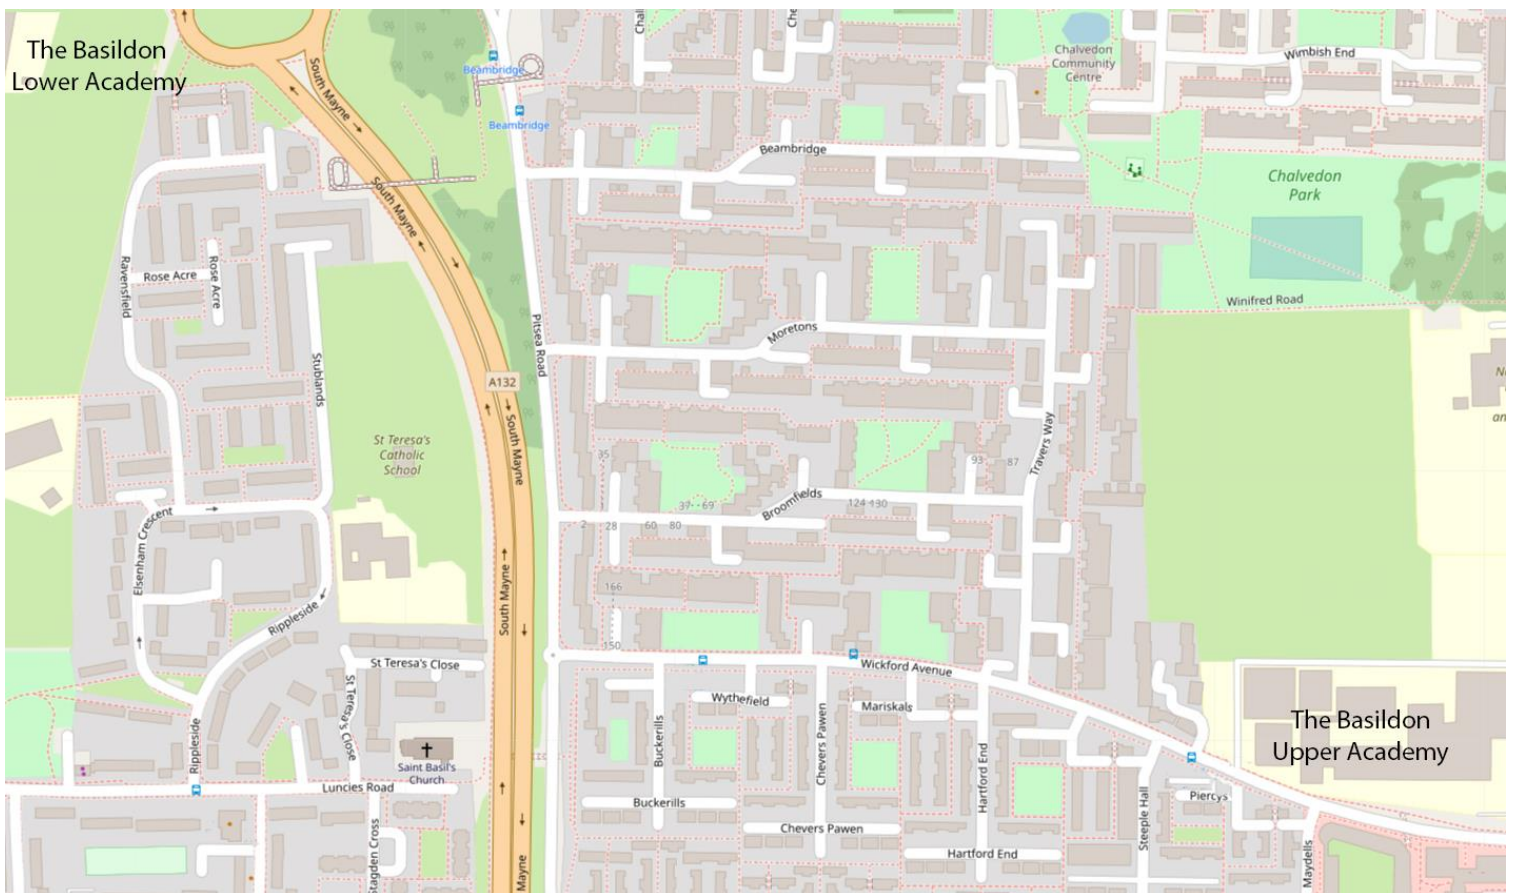 The Basildon
Lower Academy
South Mayne
Beambridge
Beambridge
Chalvedon
Community
Centre
Wimbish End
Beambridge
South Mayne
Chalvedon
Park
Ravensfield
Rose Acre
Rose Acre
Winifred Road
Pitsea Road
Moretons
Stublands
A132
South Mayne
St Teresa's
Catholic
School
Travers Way
35
93
87
37
69
Broomfields
124
130
2
28
60
80
Elsenham Crescent
South Mayne
166
Rippleside
150
St Teresa's Close
Wickford Avenue
St Teresa's Close
Wythefield
Mariskals
Rippleside
Buckerills
Chevers Pawen
The Basildon
Upper Academy
Saint Basil's
Church
Hartford End
Luncies Road
Buckerills
Piercys
Steeple Hall
Chevers Pawen
Stagden Cross
Hartford End
Mayne
Maydells